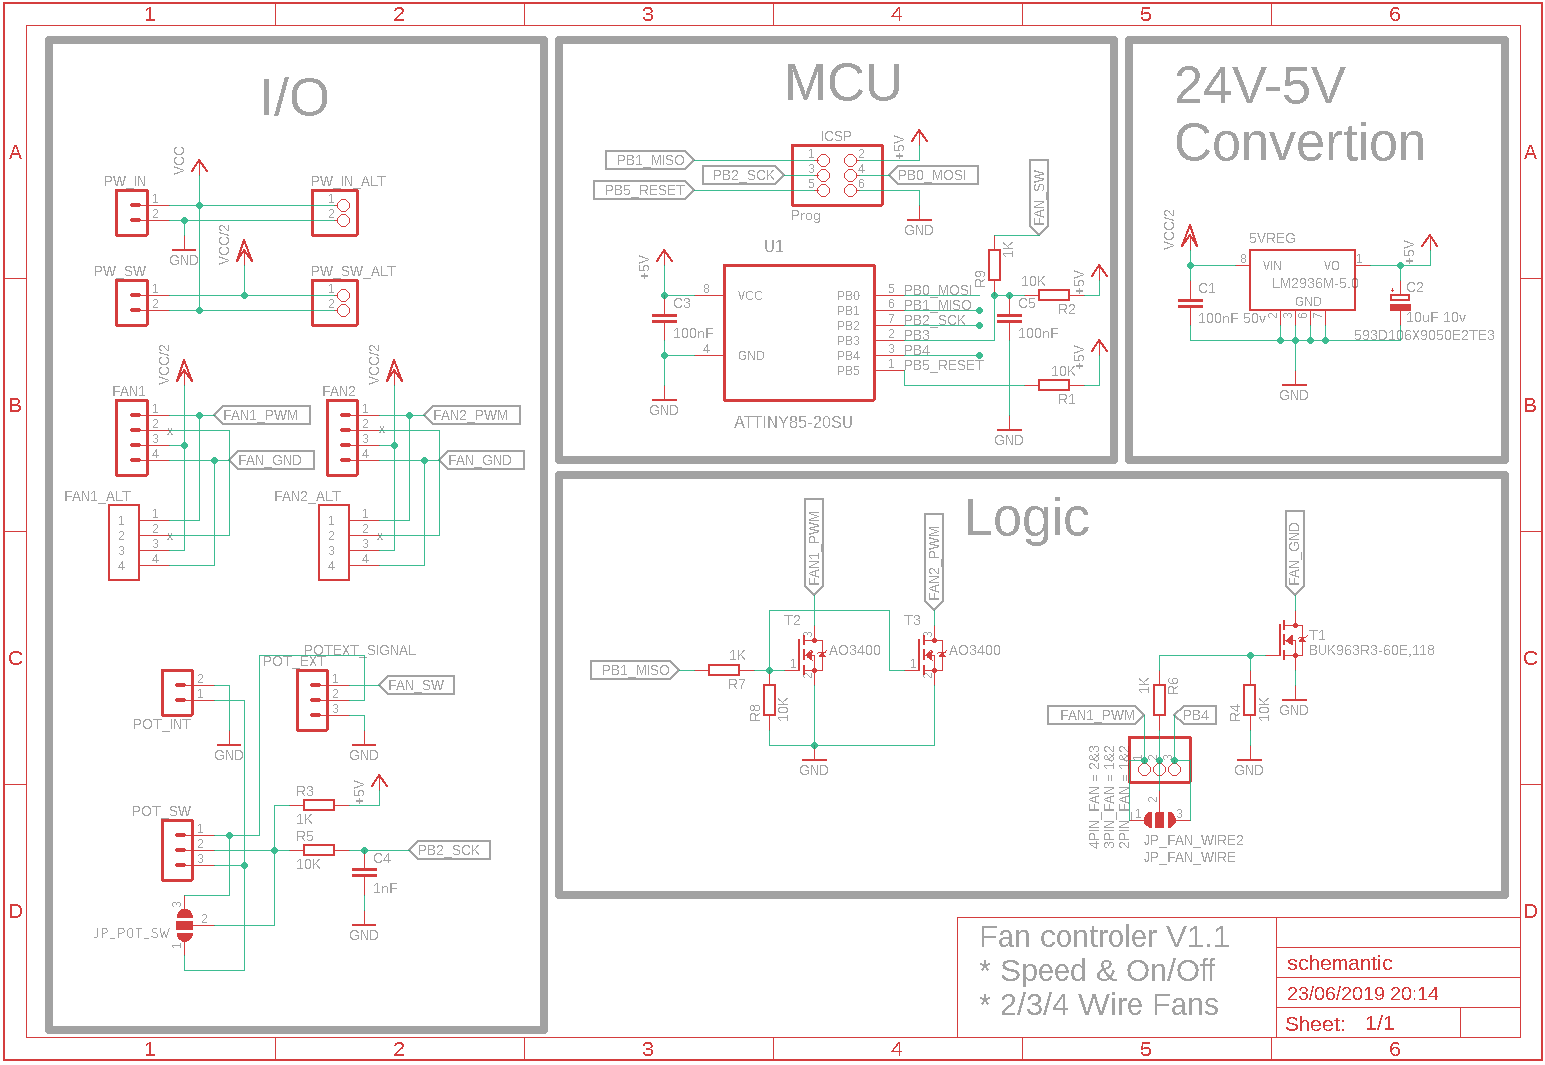 1 2 3 4 5 6
A
B
C
D
I/O
VCC
PW_IN
1
2
PW_IN_ALT
1
2
GND
VCC/2
PW_SW
1
2
PW_SW_ALT
1
2
VCC/2
FAN1
1
2
3
4
x
FAN1_PWM
FAN_GND
VCC/2
FAN2
1
2
3
4
x
FAN2_PWM
FAN_GND
FAN1_ALT
1 1
2 2
3 3
4 4
x
FAN2_ALT
1 1
2 2
3 3
4 4
x
POTEXT_SIGNAL
POT_EXT
1
2
3
FAN_SW
GND
2
1
POT_INT
GND
POT_SW
1
2
3
R3
1K
+5V
R5
10K
C4
1nF
PB2_SCK
GND
JP_POT_SW
3
2
1
MCU
ICSP
PB1_MISO
PB2_SCK
PB5_RESET
1 2
3 4
5 6
+5V
PB0_MOSI
Prog
GND
FAN_SW
R9
1K
U1
+5V
C3
100nF
GND
8 VCC
4 GND
PB0 5 PB0_MOSI
PB1 6 PB1_MISO
PB2 7 PB2_SCK
PB3 2 PB3
PB4 3 PB4
PB5 1 PB5_RESET
ATTINY85-20SU
10K
R2
+5V
C5
100nF
10K
R1
+5V
GND
24V-5V
Convertion
VCC/2
5VREG
8 VIN VO 1
LM2936M-5.0
GND
2 3 6 7
+5V
C1
100nF 50v
C2
10uF 10v
593D106X9050E2TE3
GND
Logic
FAN1_PWM
FAN2_PWM
T2
3
1
2
AO3400
T3
3
1
2
AO3400
PB1_MISO
1K
R7
R8
10K
GND
FAN_GND
T1
BUK963R3-60E,118
GND
1K
R6
R4
10K
GND
FAN1_PWM
PB4
1 2 3
4PIN_FAN = 2&3
3PIN_FAN = 1&2
2PIN_FAN = 1&2
1
2
3
JP_FAN_WIRE2
JP_FAN_WIRE
A
B
C
D
Fan controler V1.1
* Speed & On/Off
* 2/3/4 Wire Fans
schemantic
23/06/2019 20:14
Sheet: 1/1
1 2 3 4 5 6